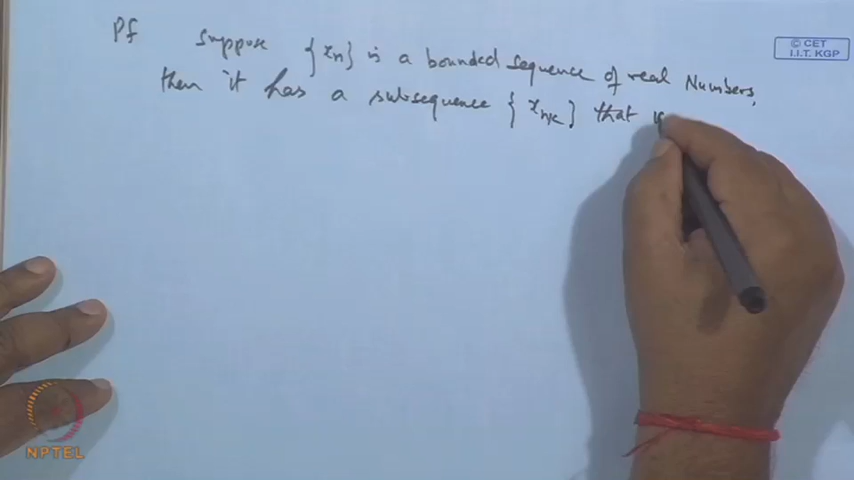 Pf Suppose {xn} is a bounded sequence of real Numbers,
then it has a subsequence {xnk} that
© CET
I.I.T. KGP
NPTEL